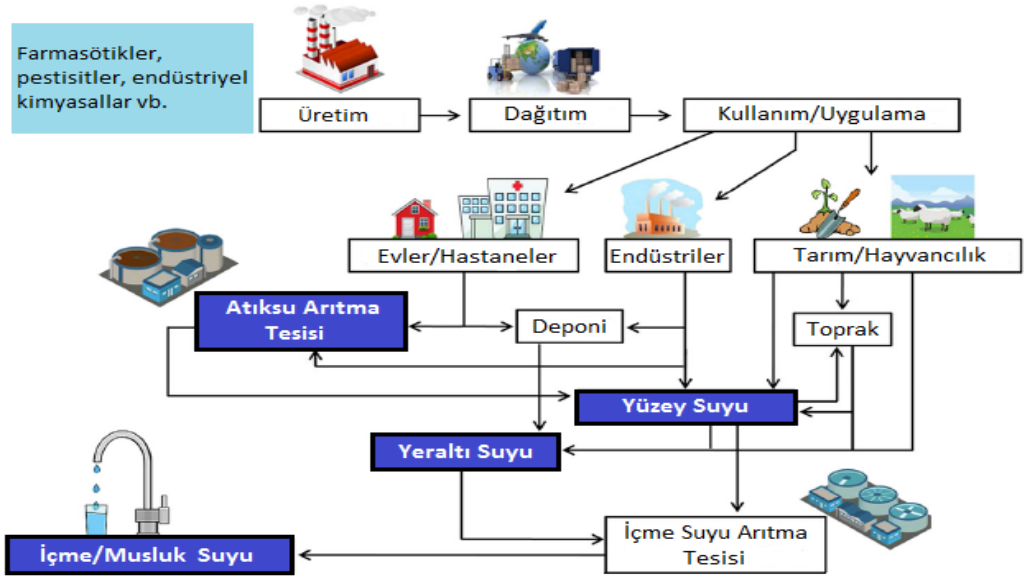 Farmasötikler,
pestisitler, endüstriyel
kimyasallar vb.
Üretim
Dağıtım
Kullanım/Uygulama
Evler/Hastaneler
Endüstriler
Tarım/Hayvancılık
Atıksu Arıtma
Tesisi
Deponi
Toprak
Yüzey Suyu
Yeraltı Suyu
İçme Suyu Arıtma
Tesisi
İçme/Musluk Suyu